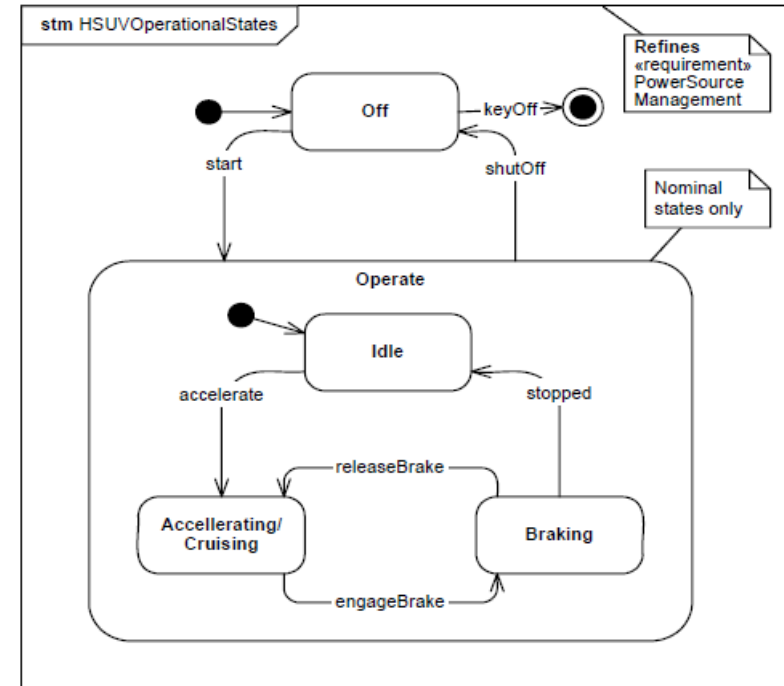 stm HSUVOperationalStates
Refines
«requirement»
PowerSource
Management
Off
keyOff
start
shutOff
Nominal
states only
Operate
Idle
accelerate
stopped
releaseBrake
Accellerating/
Cruising
Braking
engageBrake